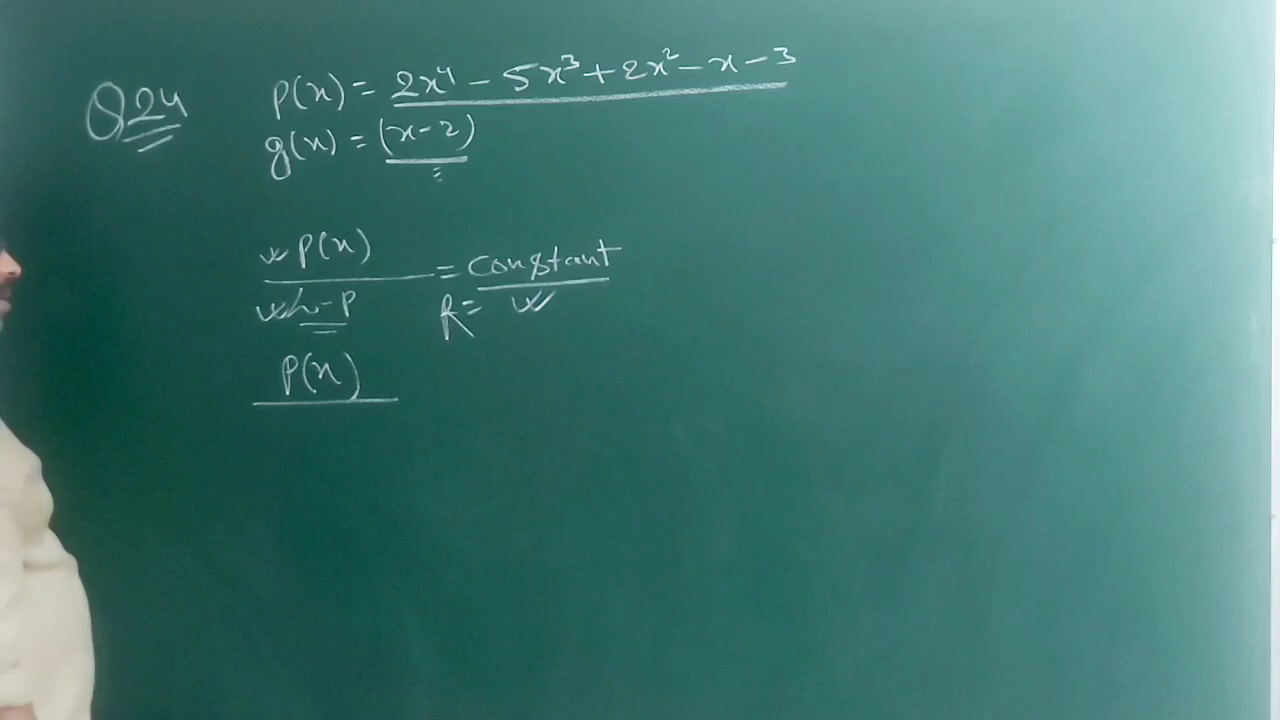 Q24
p(x) = 2x⁴ - 5x³ + 2x² - x - 3
g(x) = (x-2)
P(x)
= constant
R=
P(x)